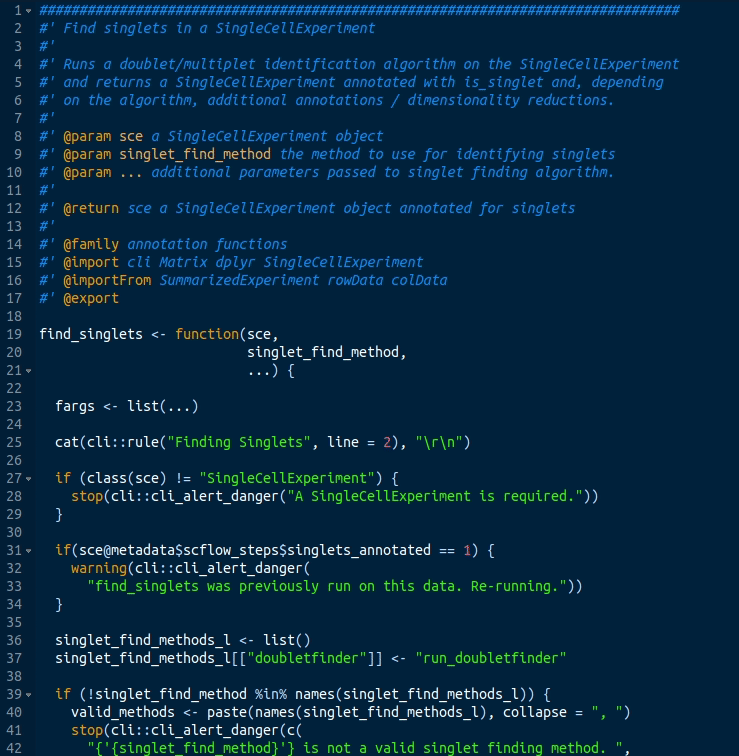 1 ################################################################################
2 #' Find singlets in a SingleCellExperiment
3 #'
4 #' Runs a doublet/multiplet identification algorithm on the SingleCellExperiment
5 #' and returns a SingleCellExperiment annotated with is_singlet and, depending
6 #' on the algorithm, additional annotations / dimensionality reductions.
7 #'
8 #' @param sce a SingleCellExperiment object
9 #' @param singlet_find_method the method to use for identifying singlets
10 #' @param ... additional parameters passed to singlet finding algorithm.
11 #'
12 #' @return sce a SingleCellExperiment object annotated for singlets
13 #'
14 #' @family annotation functions
15 #' @import cli Matrix dplyr SingleCellExperiment
16 #' @importFrom SummarizedExperiment rowData colData
17 #' @export
18
19 find_singlets <- function(sce,
20                           singlet_find_method,
21                           ...) {
22
23   fargs <- list(...)
24
25   cat(cli::rule("Finding Singlets", line = 2), "\r\n")
26
27   if (class(sce) != "SingleCellExperiment") {
28     stop(cli::cli_alert_danger("A SingleCellExperiment is required."))
29   }
30
31   if(sce@metadata$scflow_steps$singlets_annotated == 1) {
32     warning(cli::cli_alert_danger(
33       "find_singlets was previously run on this data. Re-running."))
34   }
35
36   singlet_find_methods_l <- list()
37   singlet_find_methods_l[["doubletfinder"]] <- "run_doubletfinder"
38
39   if (!singlet_find_method %in% names(singlet_find_methods_l)) {
40     valid_methods <- paste(names(singlet_find_methods_l), collapse = ", ")
41     stop(cli::cli_alert_danger(c(
42       "{'{singlet_find_method}'} is not a valid singlet finding method. ",